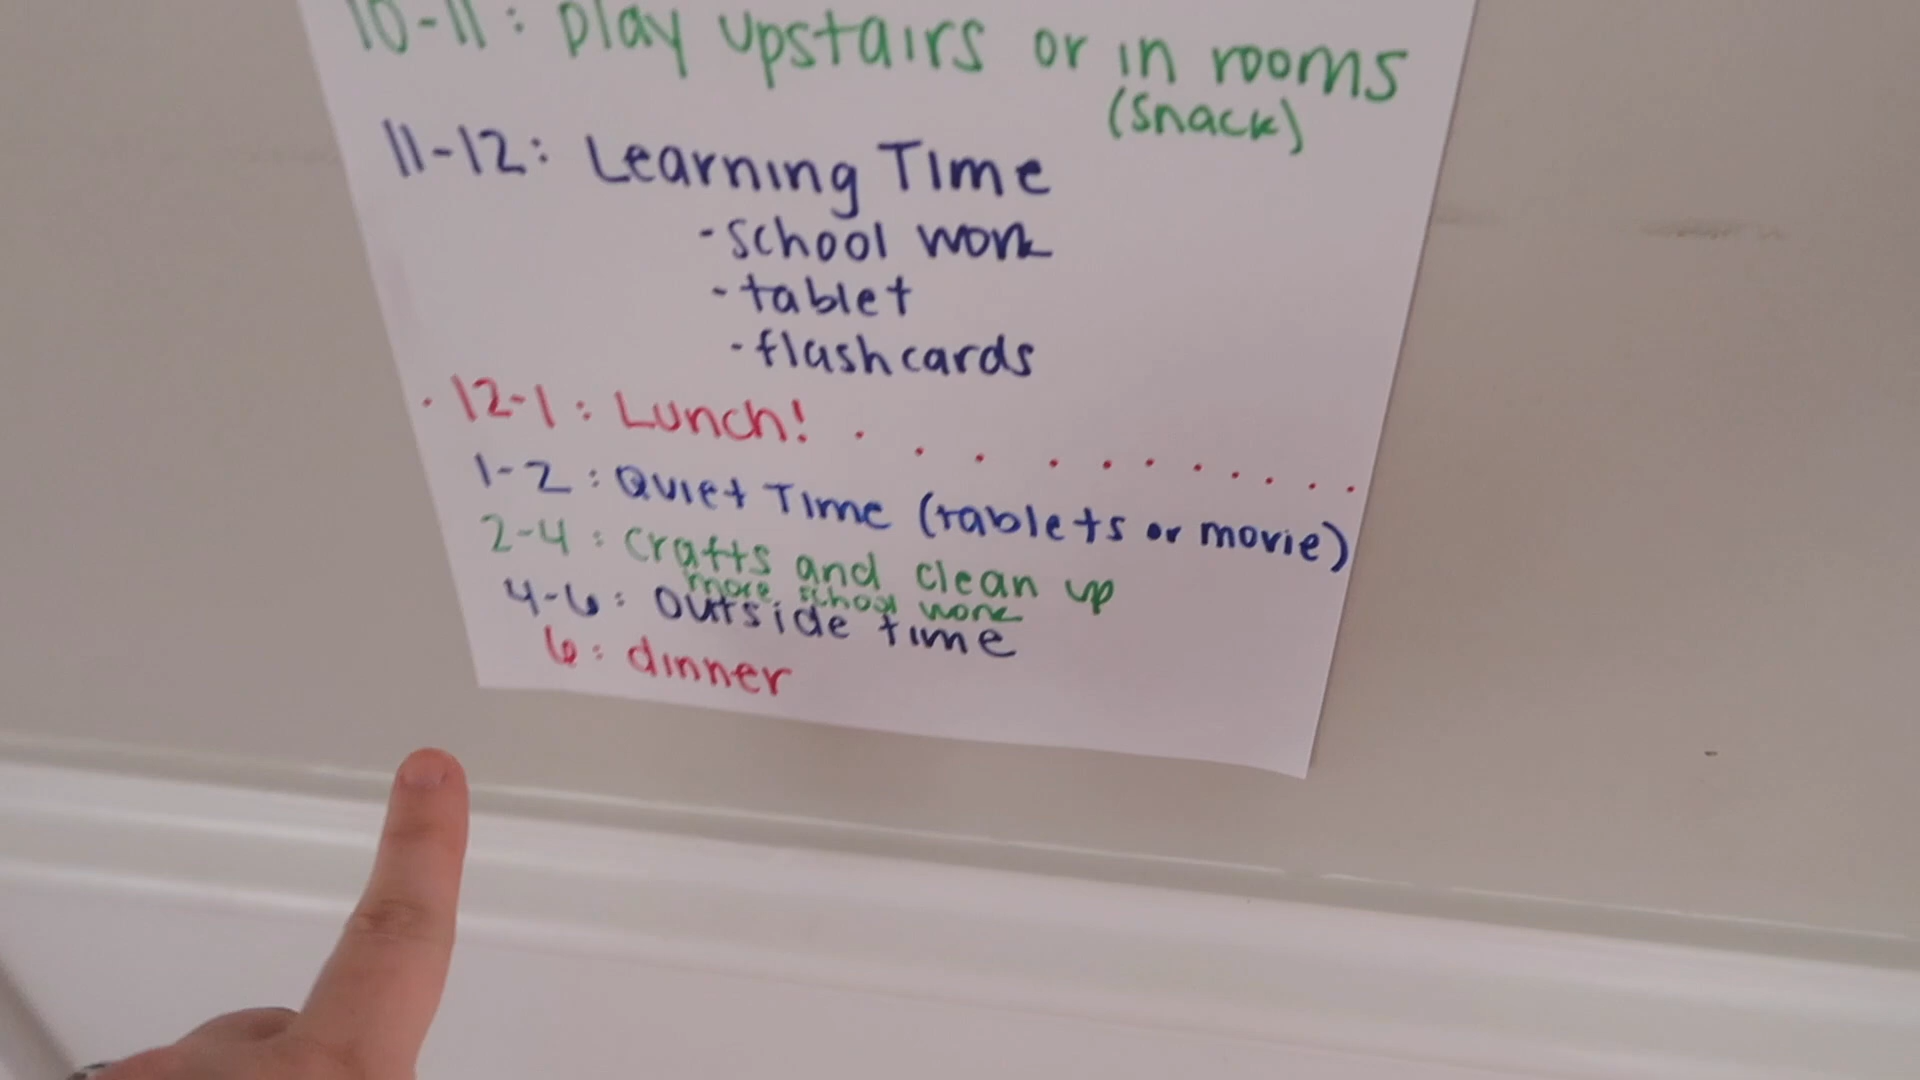 10-11: play upstairs or in rooms
(snack)
11-12: Learning Time
- school work
- tablet
- flashcards
. 12-1: Lunch! . . . . . . . . . . .
1-2: Quiet Time (tablets or movie)
2-4: crafts and clean up
more school work
4-6: outside time
6: dinner